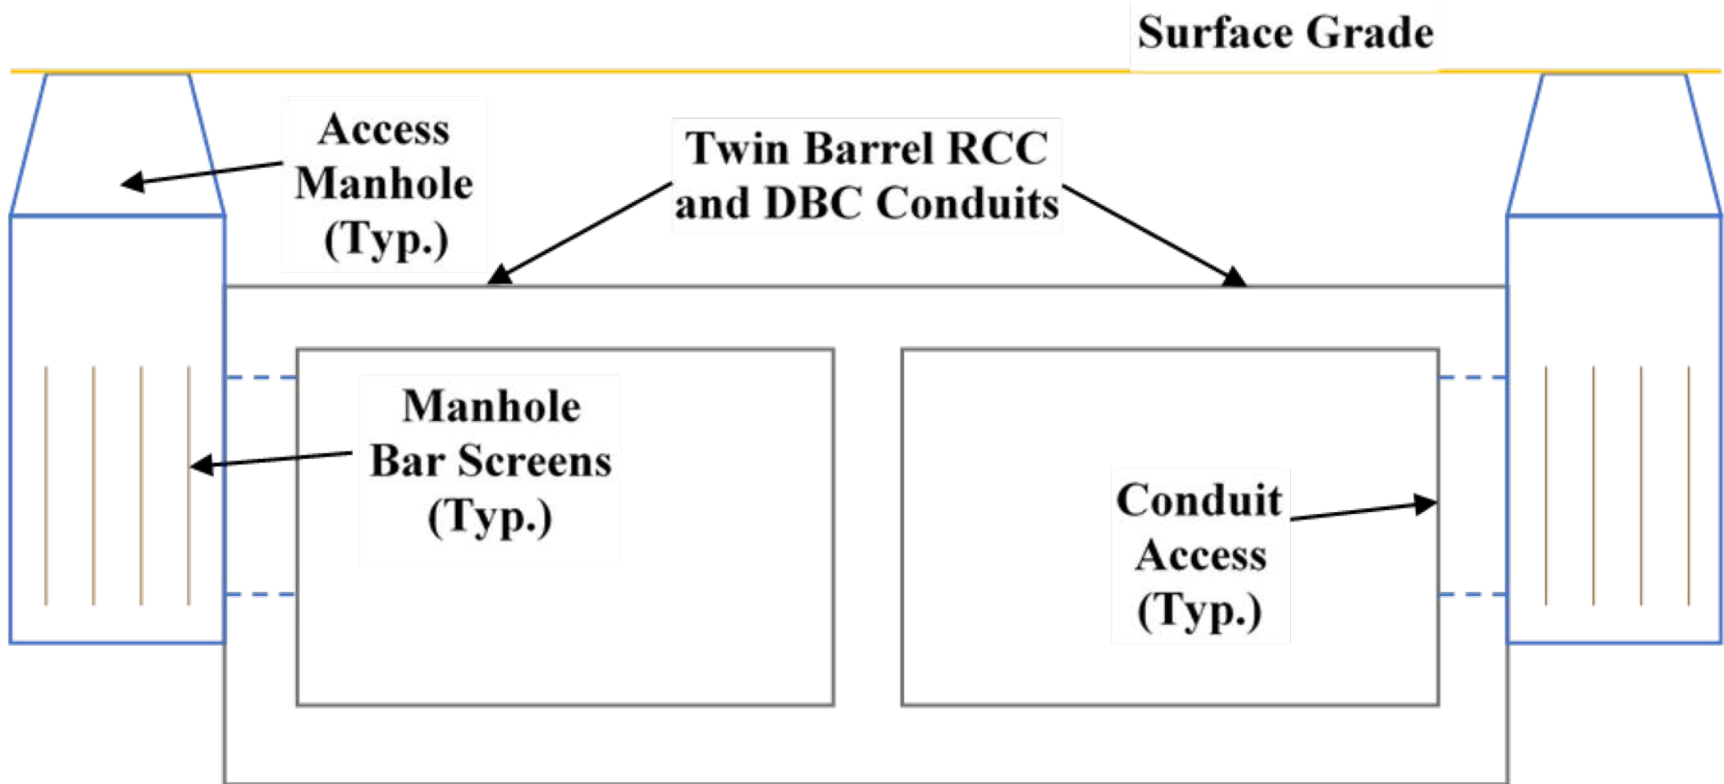 Surface Grade
Access
Manhole
(Typ.)
Twin Barrel RCC
and DBC Conduits
Manhole
Bar Screens
(Typ.)
Conduit
Access
(Typ.)